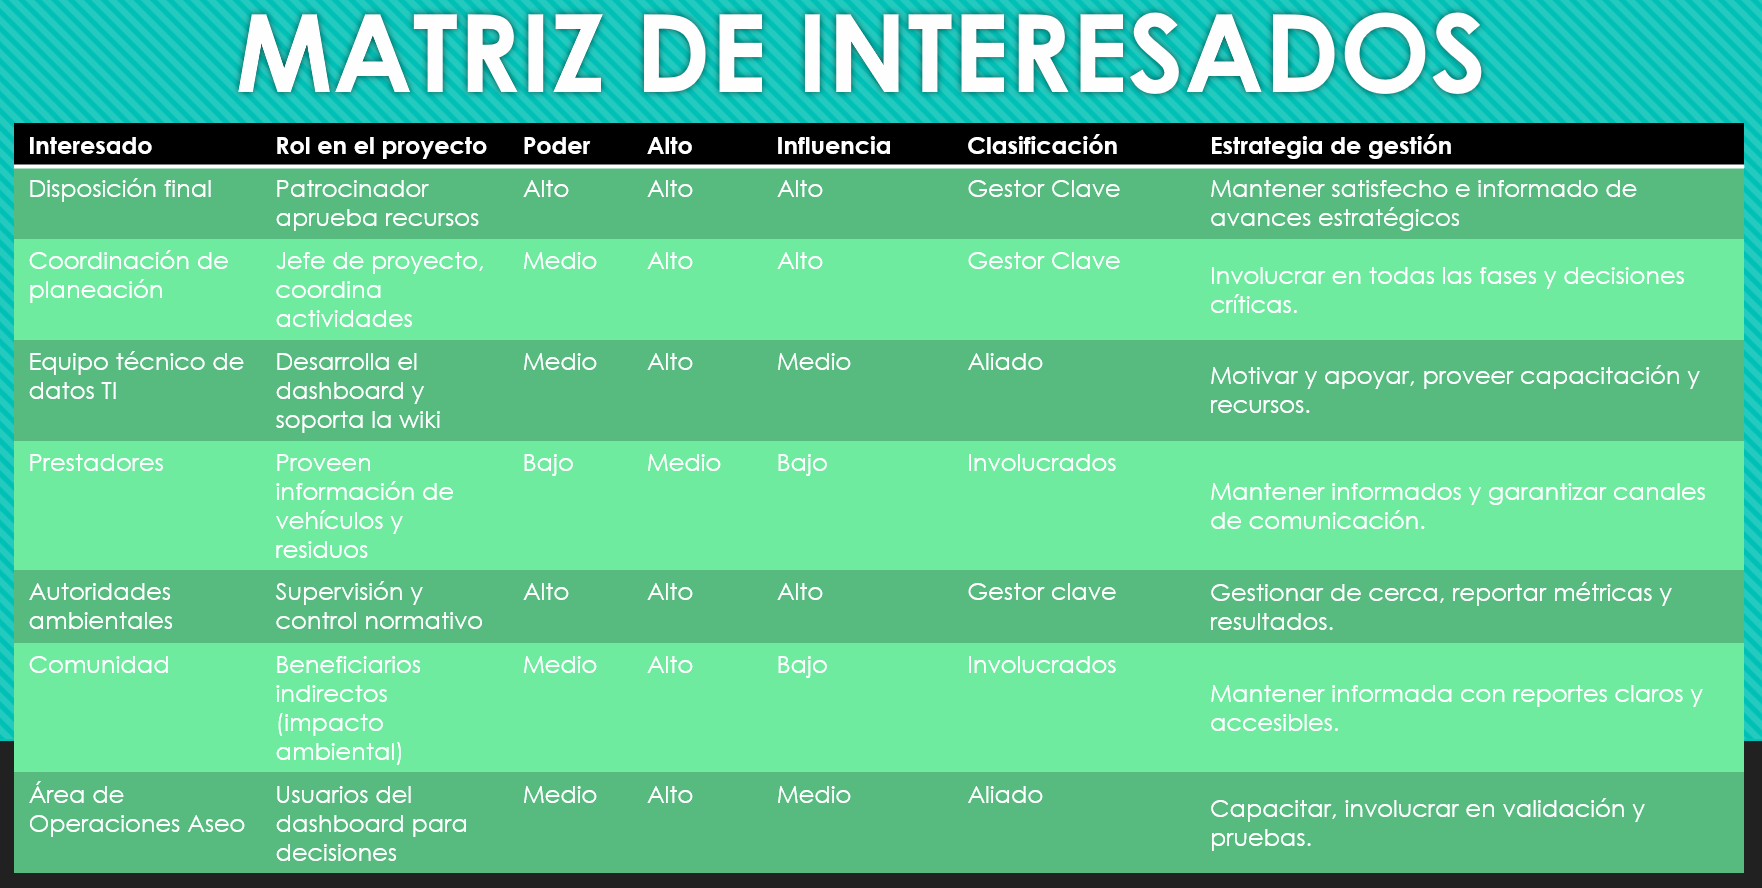 MATRIZ DE INTERESADOS
Interesado Rol en el proyecto Poder Alto Influencia Clasificación Estrategia de gestión
Disposición final Patrocinador Alto Alto Alto Gestor Clave Mantener satisfecho e informado de
aprueba recursos avances estratégicos
Coordinación de Jefe de proyecto, Medio Alto Alto Gestor Clave
planeación coordina Involucrar en todas las fases y decisiones
actividades críticas.
Equipo técnico de Desarrolla el Medio Alto Medio Aliado
datos TI dashboard y Motivar y apoyar, proveer capacitación y
soporta la wiki recursos.
Prestadores Proveen Bajo Medio Bajo Involucrados
información de Mantener informados y garantizar canales
vehículos y de comunicación.
residuos
Autoridades Supervisión y Alto Alto Alto Gestor clave Gestionar de cerca, reportar métricas y
ambientales control normativo resultados.
Comunidad Beneficiarios Medio Alto Bajo Involucrados
indirectos Mantener informada con reportes claros y
(impacto accesibles.
ambiental)
Área de Usuarios del Medio Alto Medio Aliado
Operaciones Aseo dashboard para Capacitar, involucrar en validación y
decisiones pruebas.